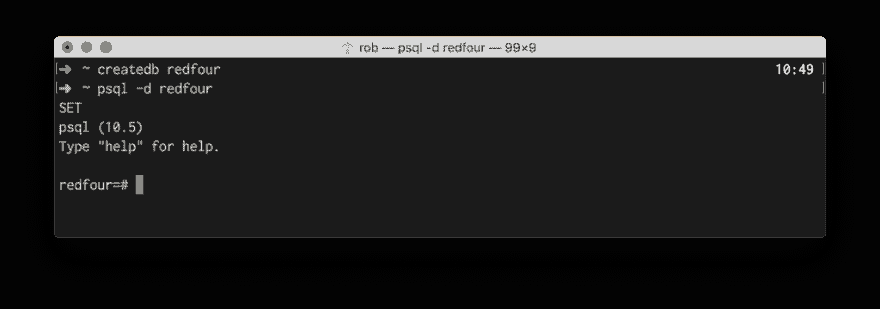 rob — psql -d redfour — 99×9
➜ ~ createdb redfour 10:49
➜ ~ psql -d redfour
SET
psql (10.5)
Type "help" for help.
redfour=#